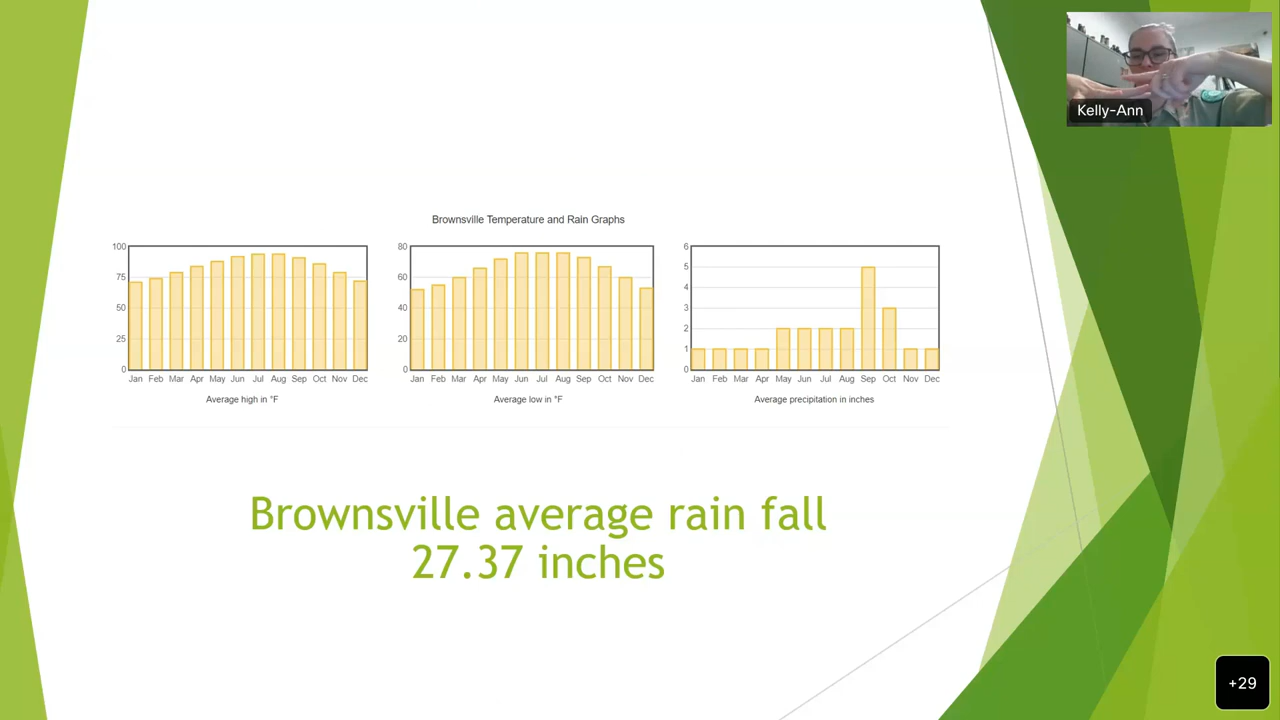 Kelly-Ann
Brownsville Temperature and Rain Graphs
100
75
50
25
0
Jan Feb Mar Apr May Jun Jul Aug Sep Oct Nov Dec
Average high in °F
80
60
40
20
0
Jan Feb Mar Apr May Jun Jul Aug Sep Oct Nov Dec
Average low in °F
6
5
4
3
2
1
0
Jan Feb Mar Apr May Jun Jul Aug Sep Oct Nov Dec
Average precipitation in inches
Brownsville average rain fall
27.37 inches
+29